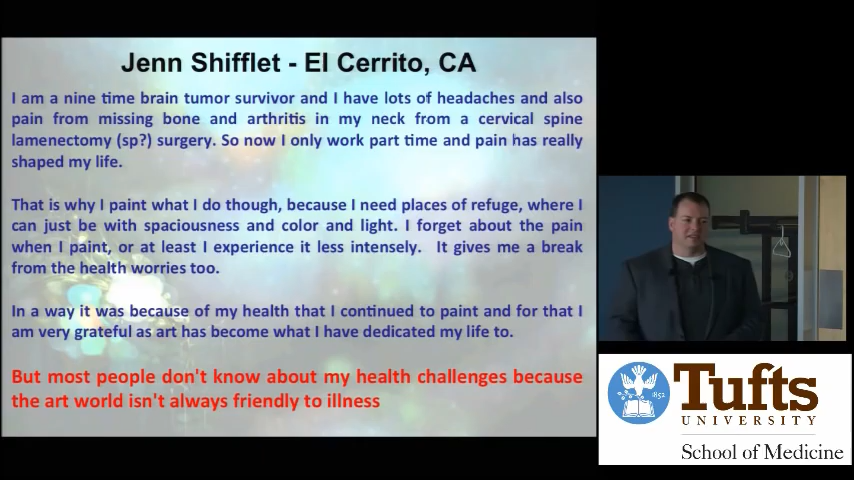 Jenn Shifflet - El Cerrito, CA
I am a nine time brain tumor survivor and I have lots of headaches and also
pain from missing bone and arthritis in my neck from a cervical spine
lamenectomy (sp?) surgery. So now I only work part time and pain has really
shaped my life.
That is why I paint what I do though, because I need places of refuge, where I
can just be with spaciousness and color and light. I forget about the pain
when I paint, or at least I experience it less intensely. It gives me a break
from the health worries too.
In a way it was because of my health that I continued to paint and for that I
am very grateful as art has become what I have dedicated my life to.
But most people don't know about my health challenges because
the art world isn't always friendly to illness
1852
Tufts
UNIVERSITY
School of Medicine